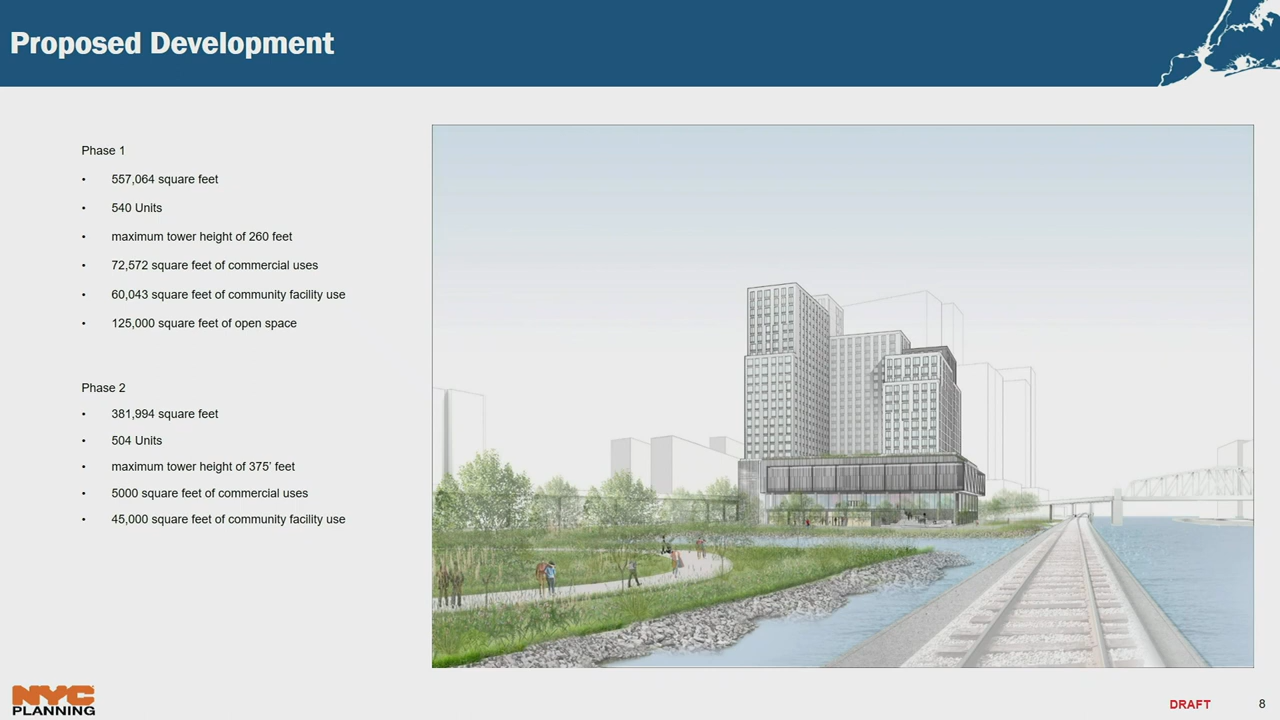 Proposed Development
Phase 1
• 557,064 square feet
• 540 Units
• maximum tower height of 260 feet
• 72,572 square feet of commercial uses
• 60,043 square feet of community facility use
• 125,000 square feet of open space
Phase 2
• 381,994 square feet
• 504 Units
• maximum tower height of 375’ feet
• 5000 square feet of commercial uses
• 45,000 square feet of community facility use
NYC
PLANNING
DRAFT
8